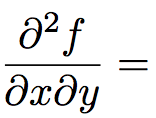 ∂²f
∂x∂y =